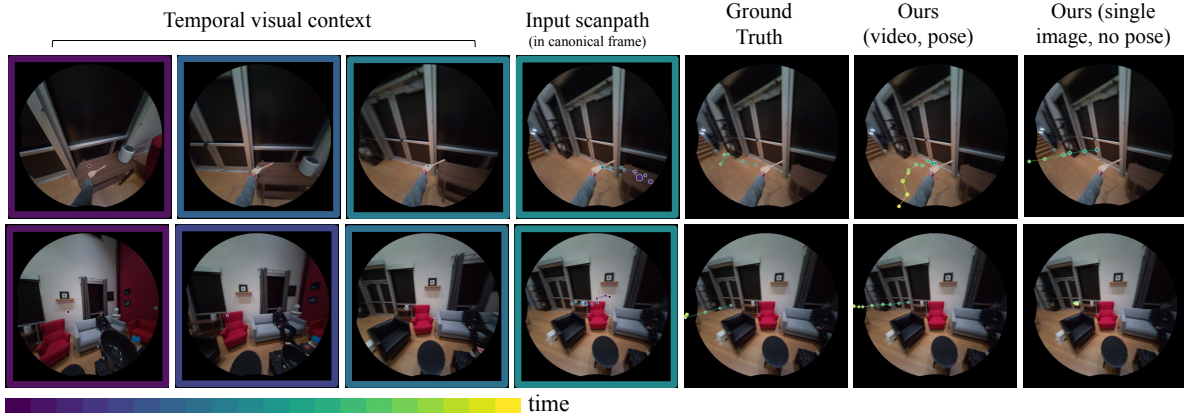 Temporal visual context
Input scanpath
(in canonical frame)
Ground
Truth
Ours
(video, pose)
Ours (single
image, no pose)
time